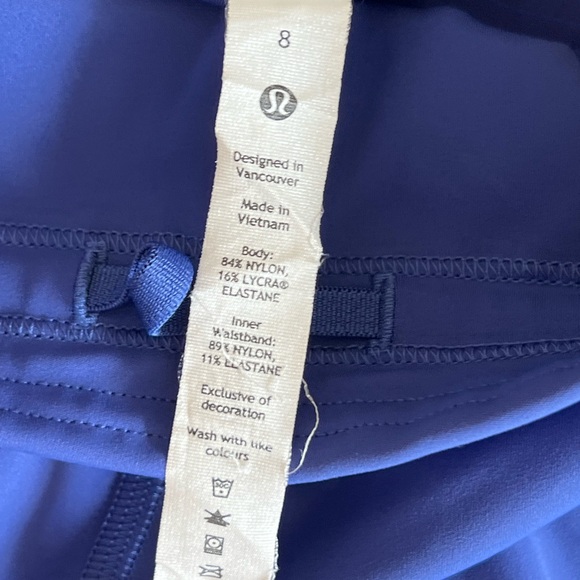 8
Designed in
Vancouver
Made in
Vietnam
Body:
84% NYLON,
16% LYCRA®
ELASTANE
Inner
Waistband:
89% NYLON,
11% ELASTANE
Exclusive of
decoration
Wash with like
colours